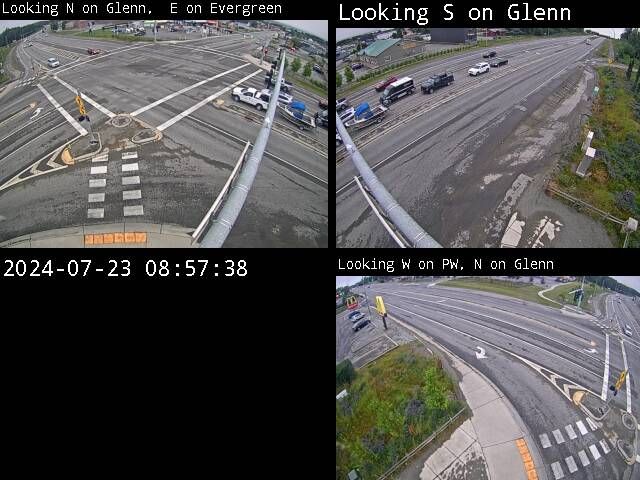 Looking N on Glenn,  E on Evergreen
Looking S on Glenn
2024-07-23 08:57:38
Looking W on PW, N on Glenn